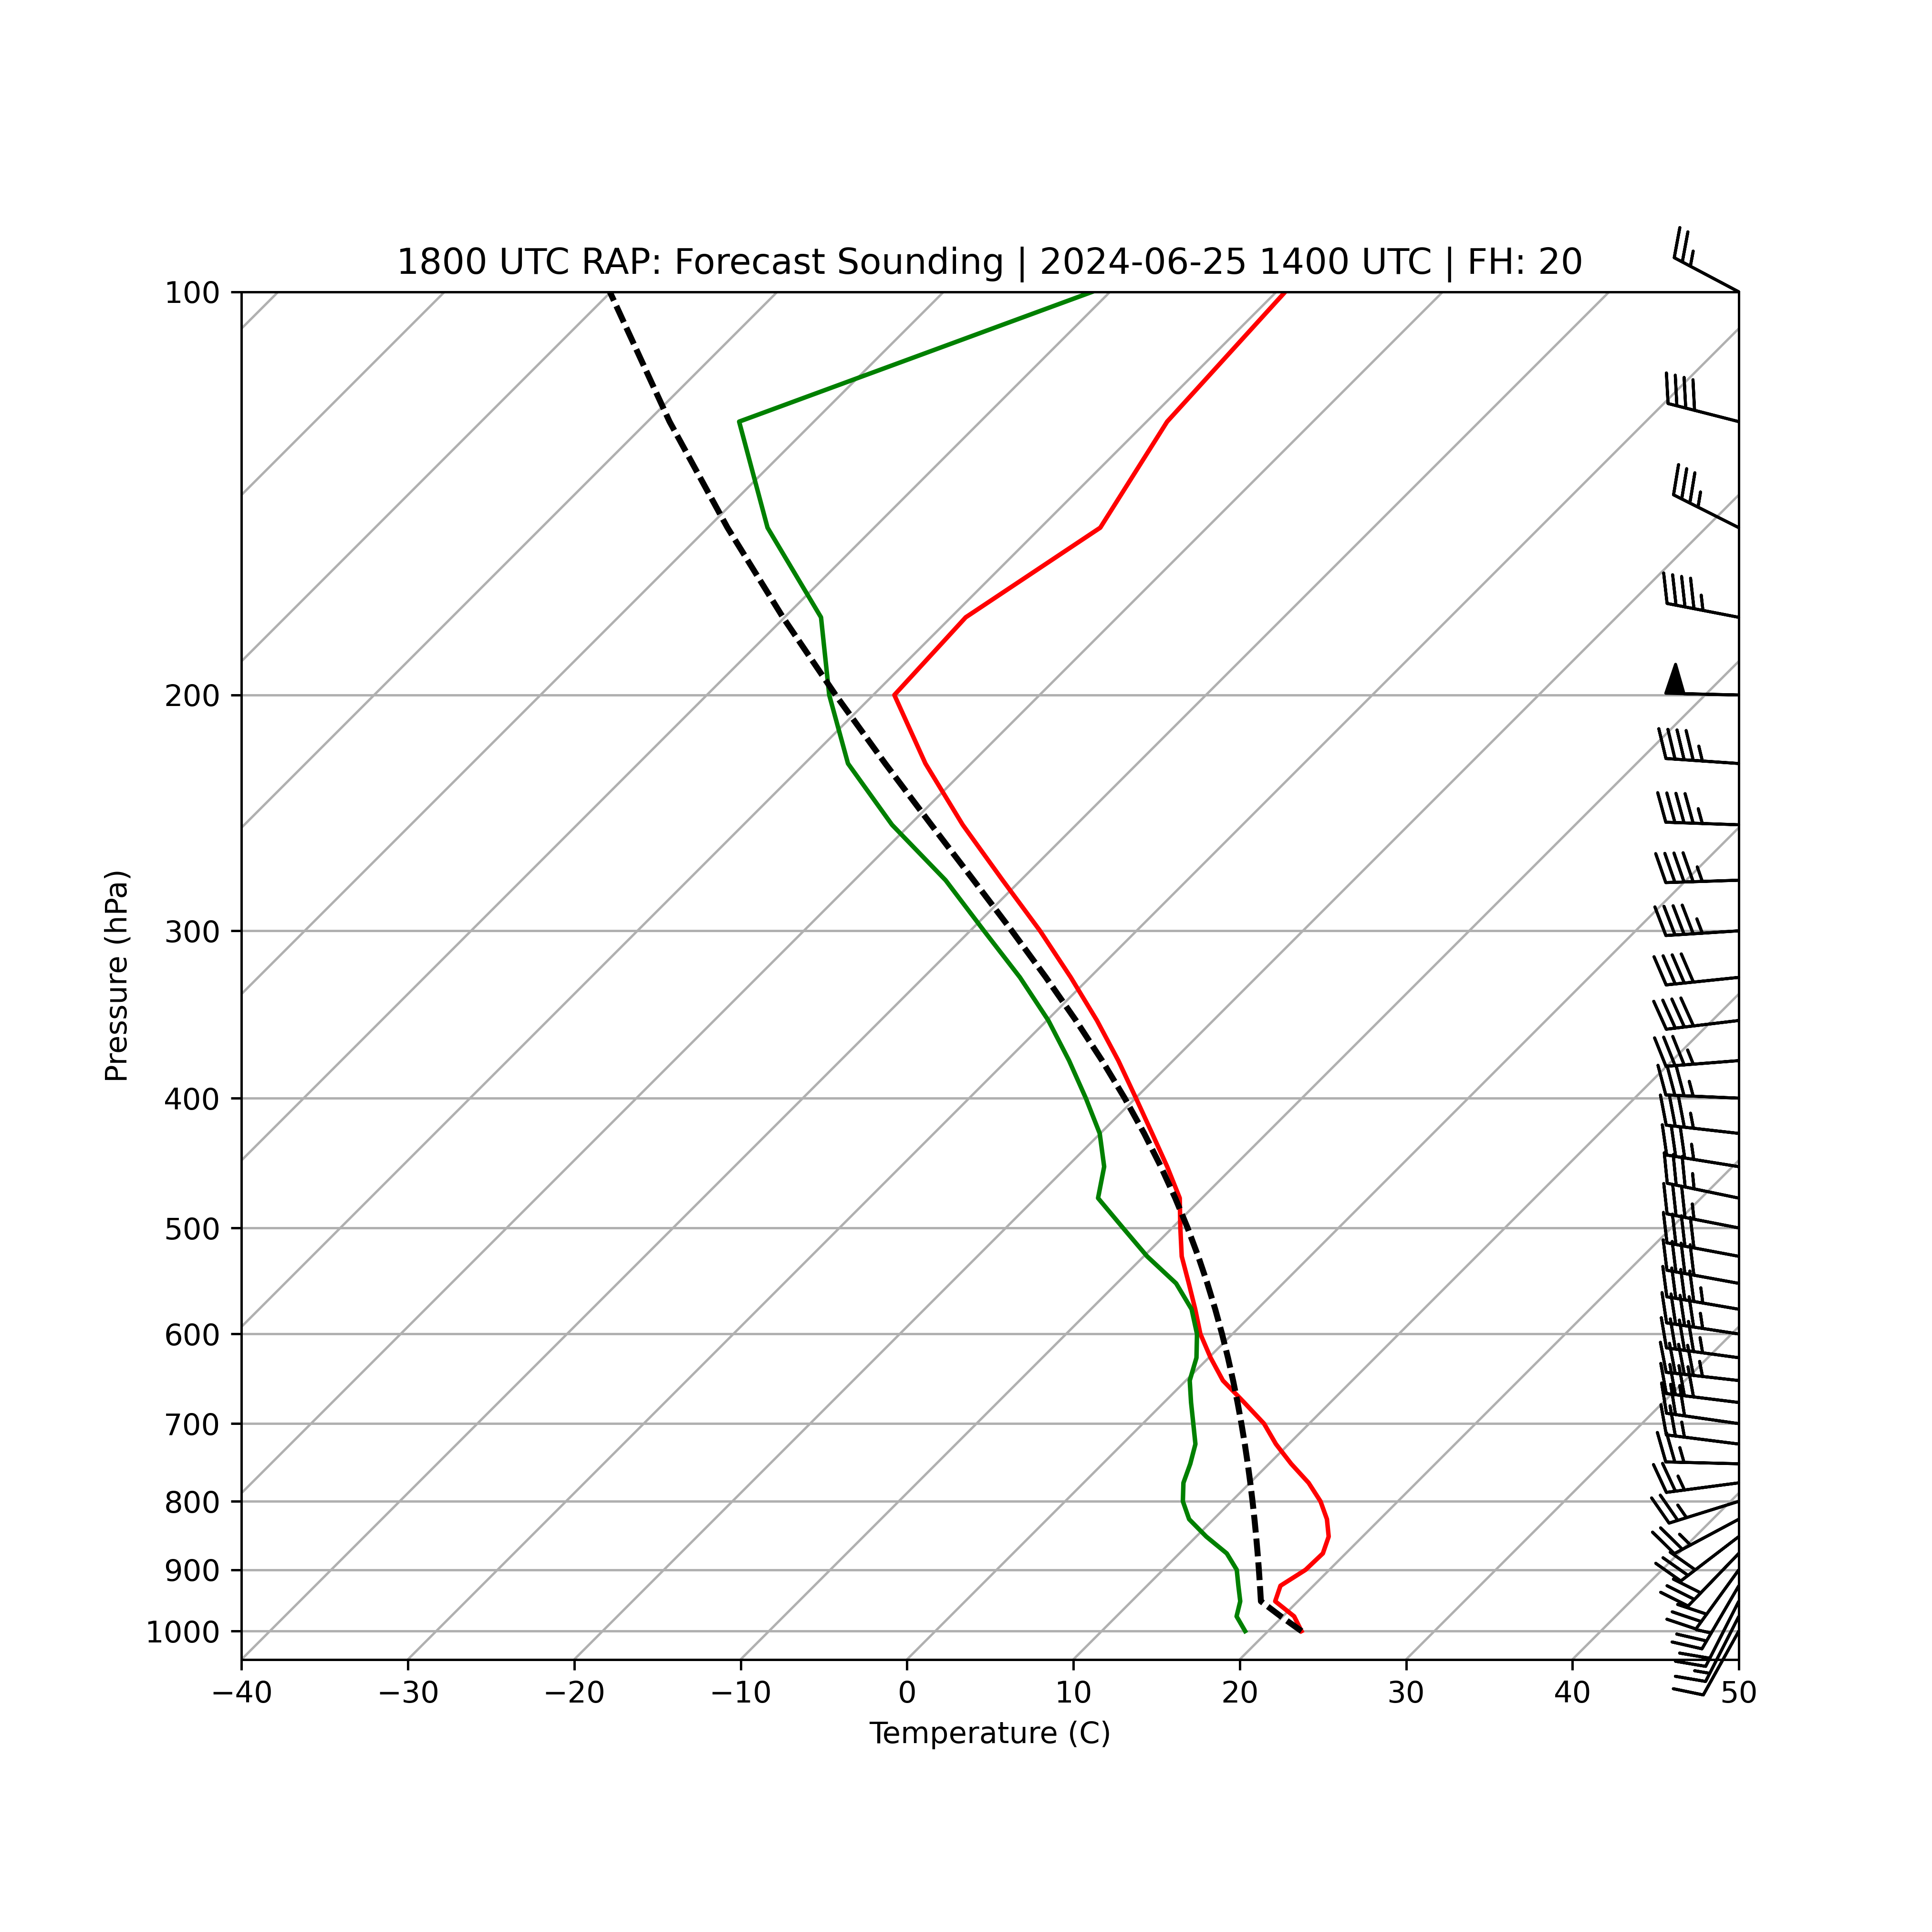 1800 UTC RAP: Forecast Sounding | 2024-06-25 1400 UTC | FH: 20
100
200
300
400
500
600
700
800
900
1000
Pressure (hPa)
−40 −30 −20 −10 0 10 20 30 40 50
Temperature (C)